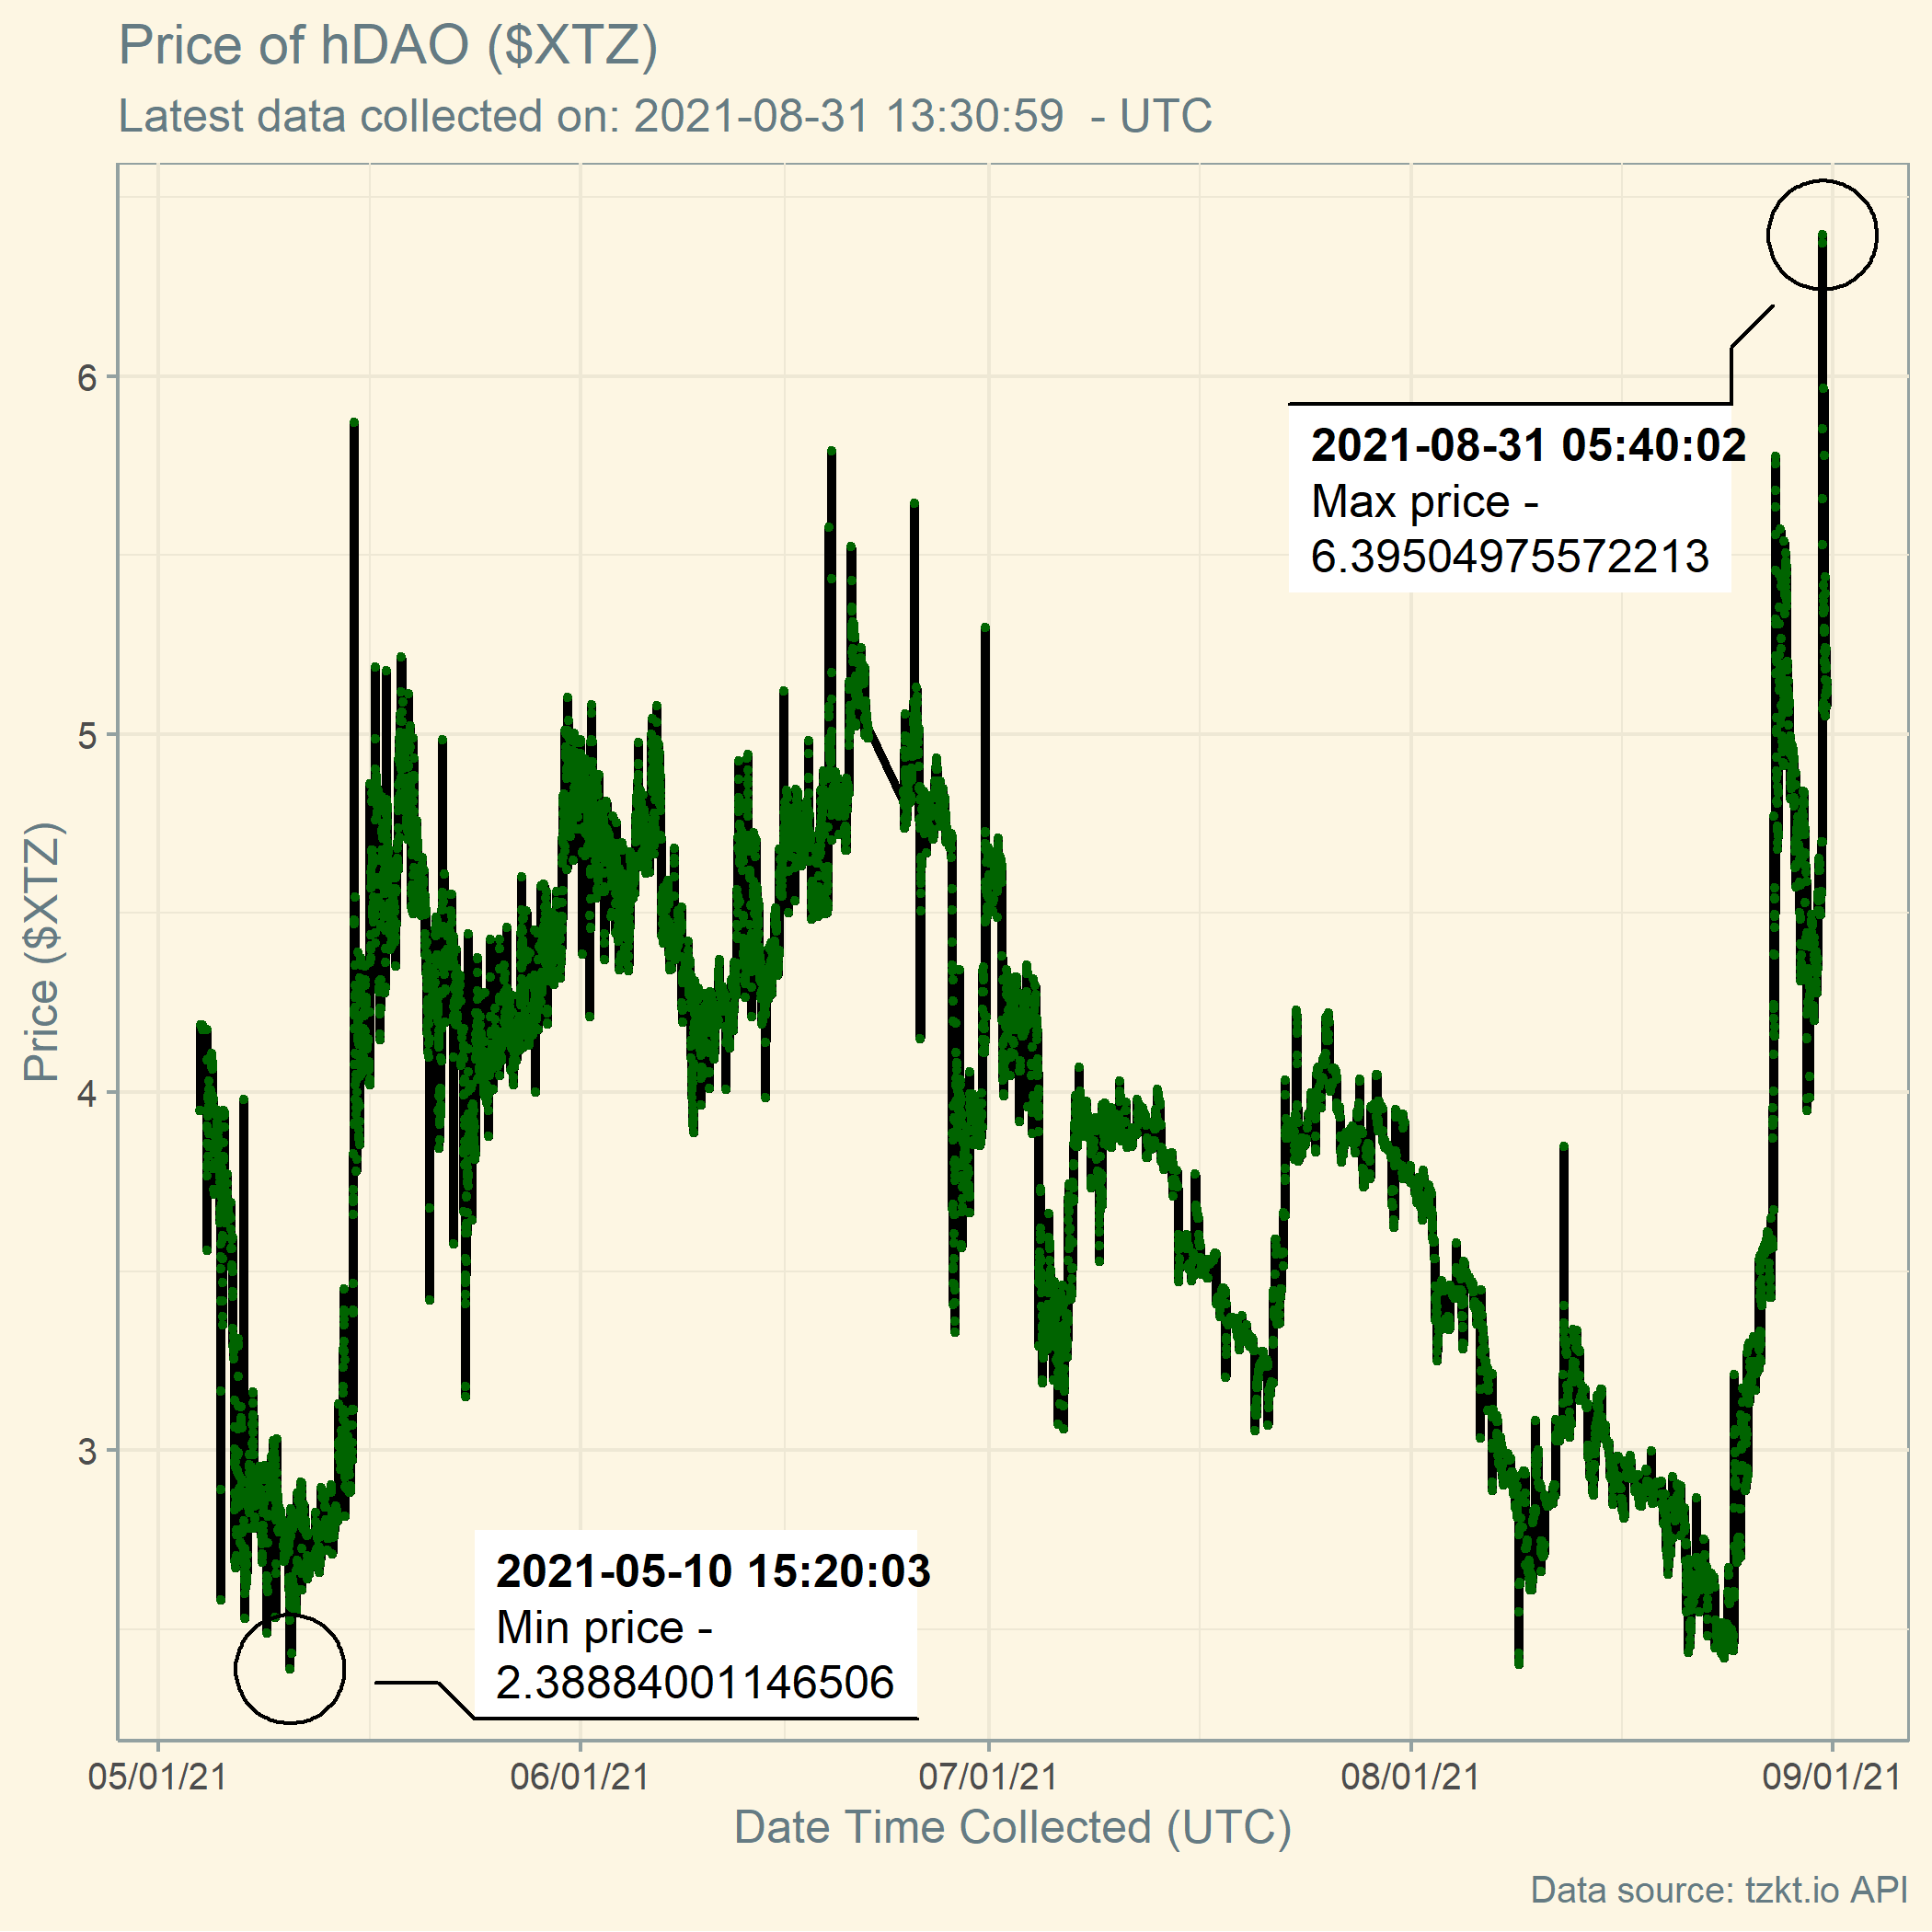 Price of hDAO ($XTZ)
Latest data collected on: 2021-08-31 13:30:59  - UTC
Price ($XTZ)
6
5
4
3
2021-08-31 05:40:02
Max price -
6.39504975572213
2021-05-10 15:20:03
Min price -
2.38884001146506
05/01/21
06/01/21
07/01/21
08/01/21
09/01/21
Date Time Collected (UTC)
Data source: tzkt.io API